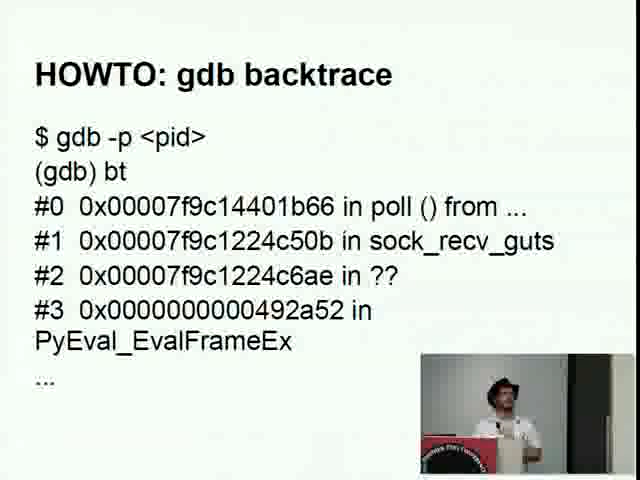 HOWTO: gdb backtrace
$ gdb -p <pid>
(gdb) bt
#0 0x00007f9c14401b66 in poll () from ...
#1 0x00007f9c1224c50b in sock_recv_guts
#2 0x00007f9c1224c6ae in ??
#3 0x0000000000492a52 in
PyEval_EvalFrameEx
...